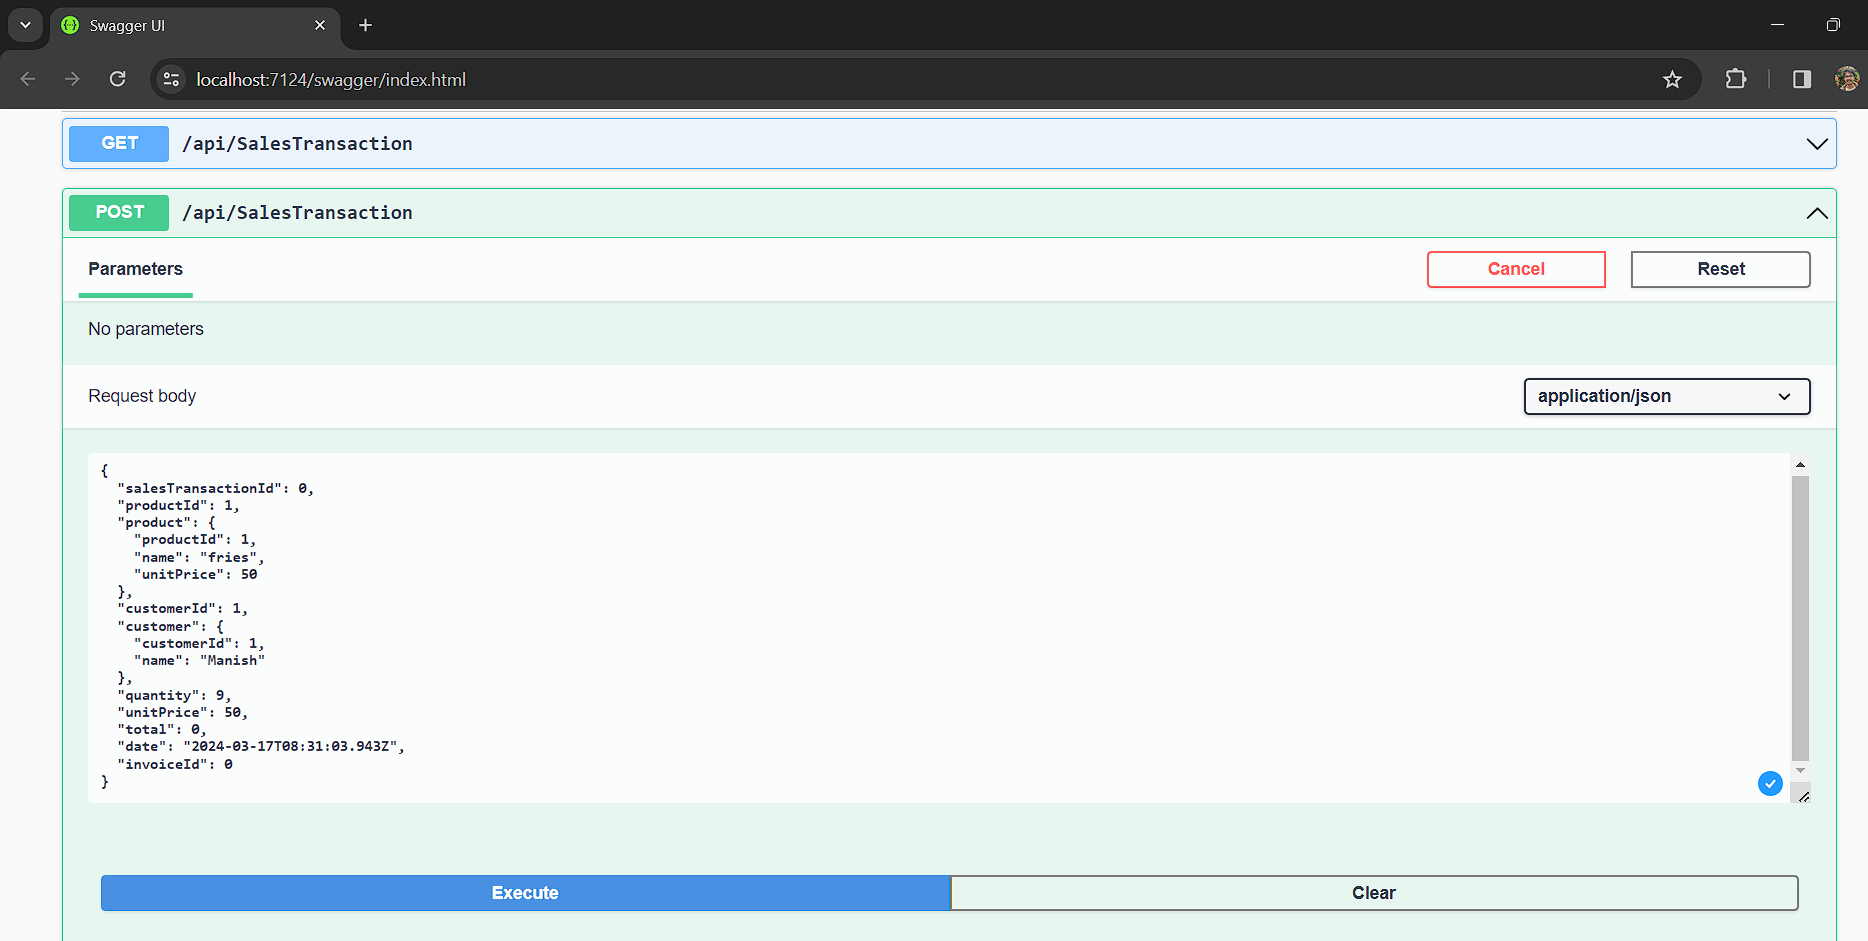 Swagger UI
localhost:7124/swagger/index.html
GET /api/SalesTransaction
POST /api/SalesTransaction
Parameters
Cancel
Reset
No parameters
Request body
application/json
{
  "salesTransactionId": 0,
  "productId": 1,
  "product": {
    "productId": 1,
    "name": "fries",
    "unitPrice": 50
  },
  "customerId": 1,
  "customer": {
    "customerId": 1,
    "name": "Manish"
  },
  "quantity": 9,
  "unitPrice": 50,
  "total": 0,
  "date": "2024-03-17T08:31:03.943Z",
  "invoiceId": 0
}
Execute
Clear